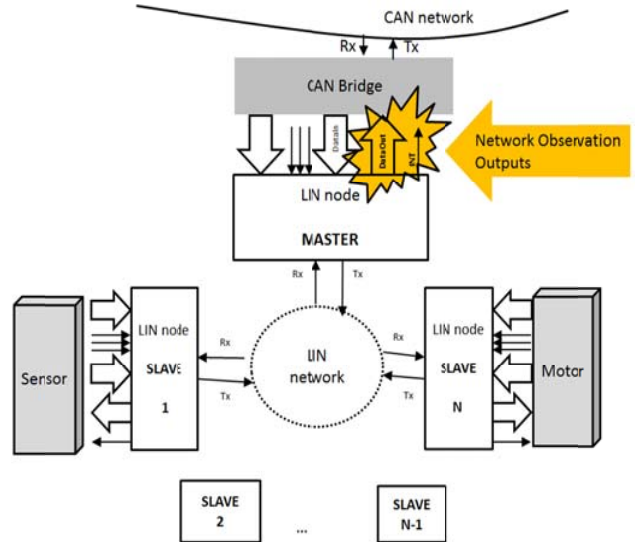 CAN network
Rx
Tx
CAN Bridge
DataIn
DataOut
INT
Network Observation
Outputs
LIN node
MASTER
Rx
Tx
Sensor
LIN node
SLAVE
1
Rx
Tx
LIN
network
Rx
Tx
LIN node
SLAVE
N
Motor
SLAVE
2
...
SLAVE
N-1